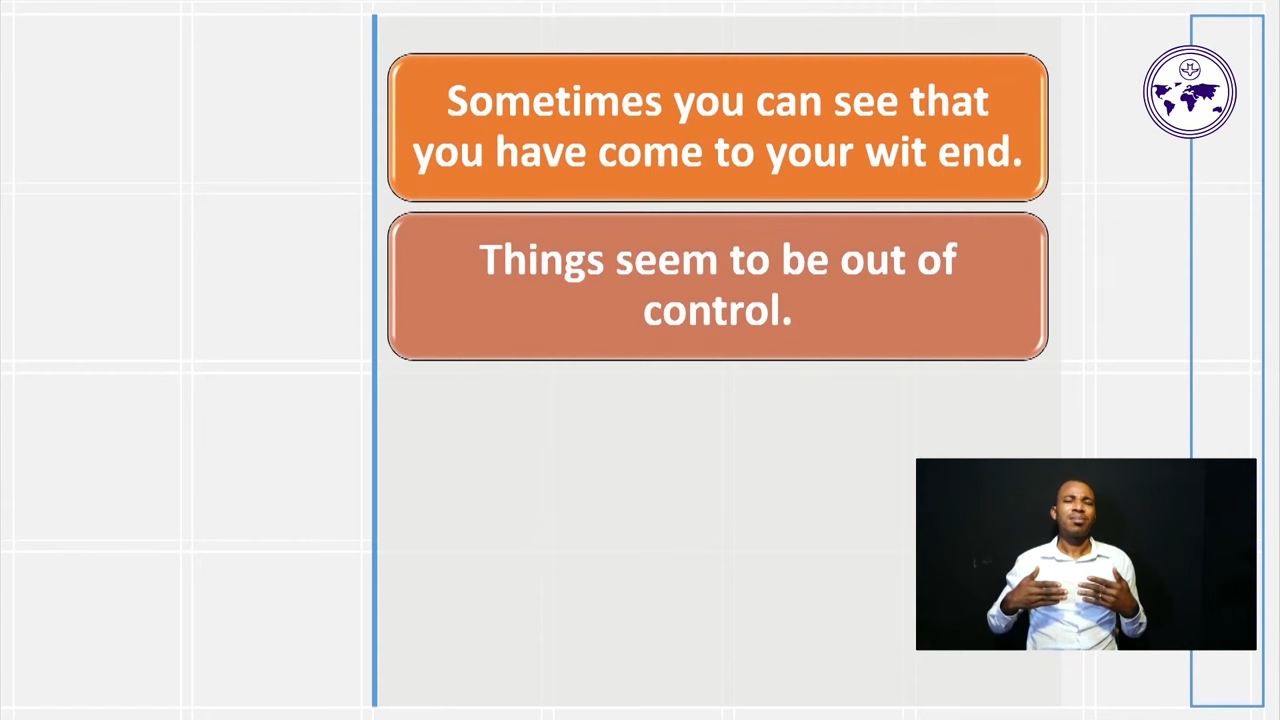 Sometimes you can see that
you have come to your wit end.
Things seem to be out of
control.